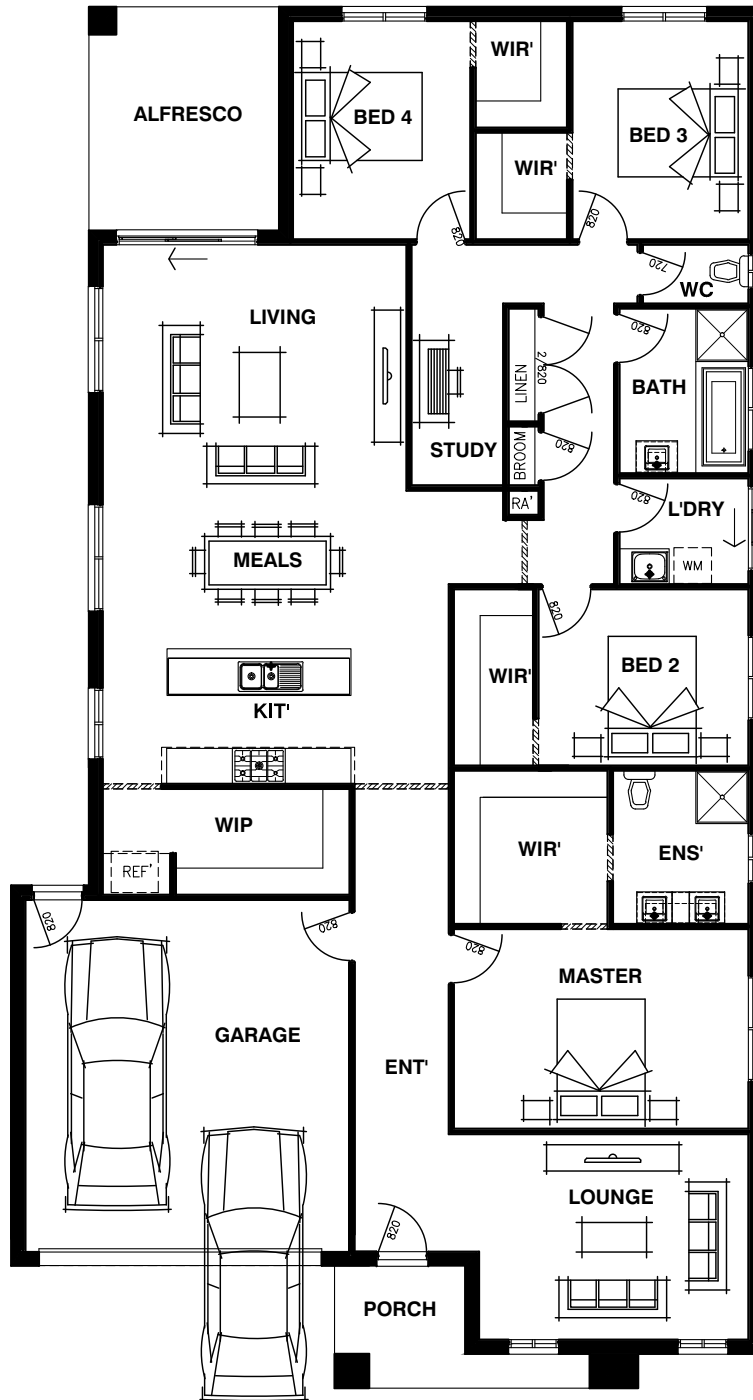 WIR'
BED 4
ALFRESCO
BED 3
WIR'
820
820
720
WC
LIVING
820
LINEN
2/820
BATH
STUDY
BROOM
820
820
L'DRY
RA'
MEALS
WM
820
BED 2
WIR'
KIT'
WIP
WIR'
ENS'
REF'
820
820
820
MASTER
GARAGE
ENT'
LOUNGE
820
PORCH